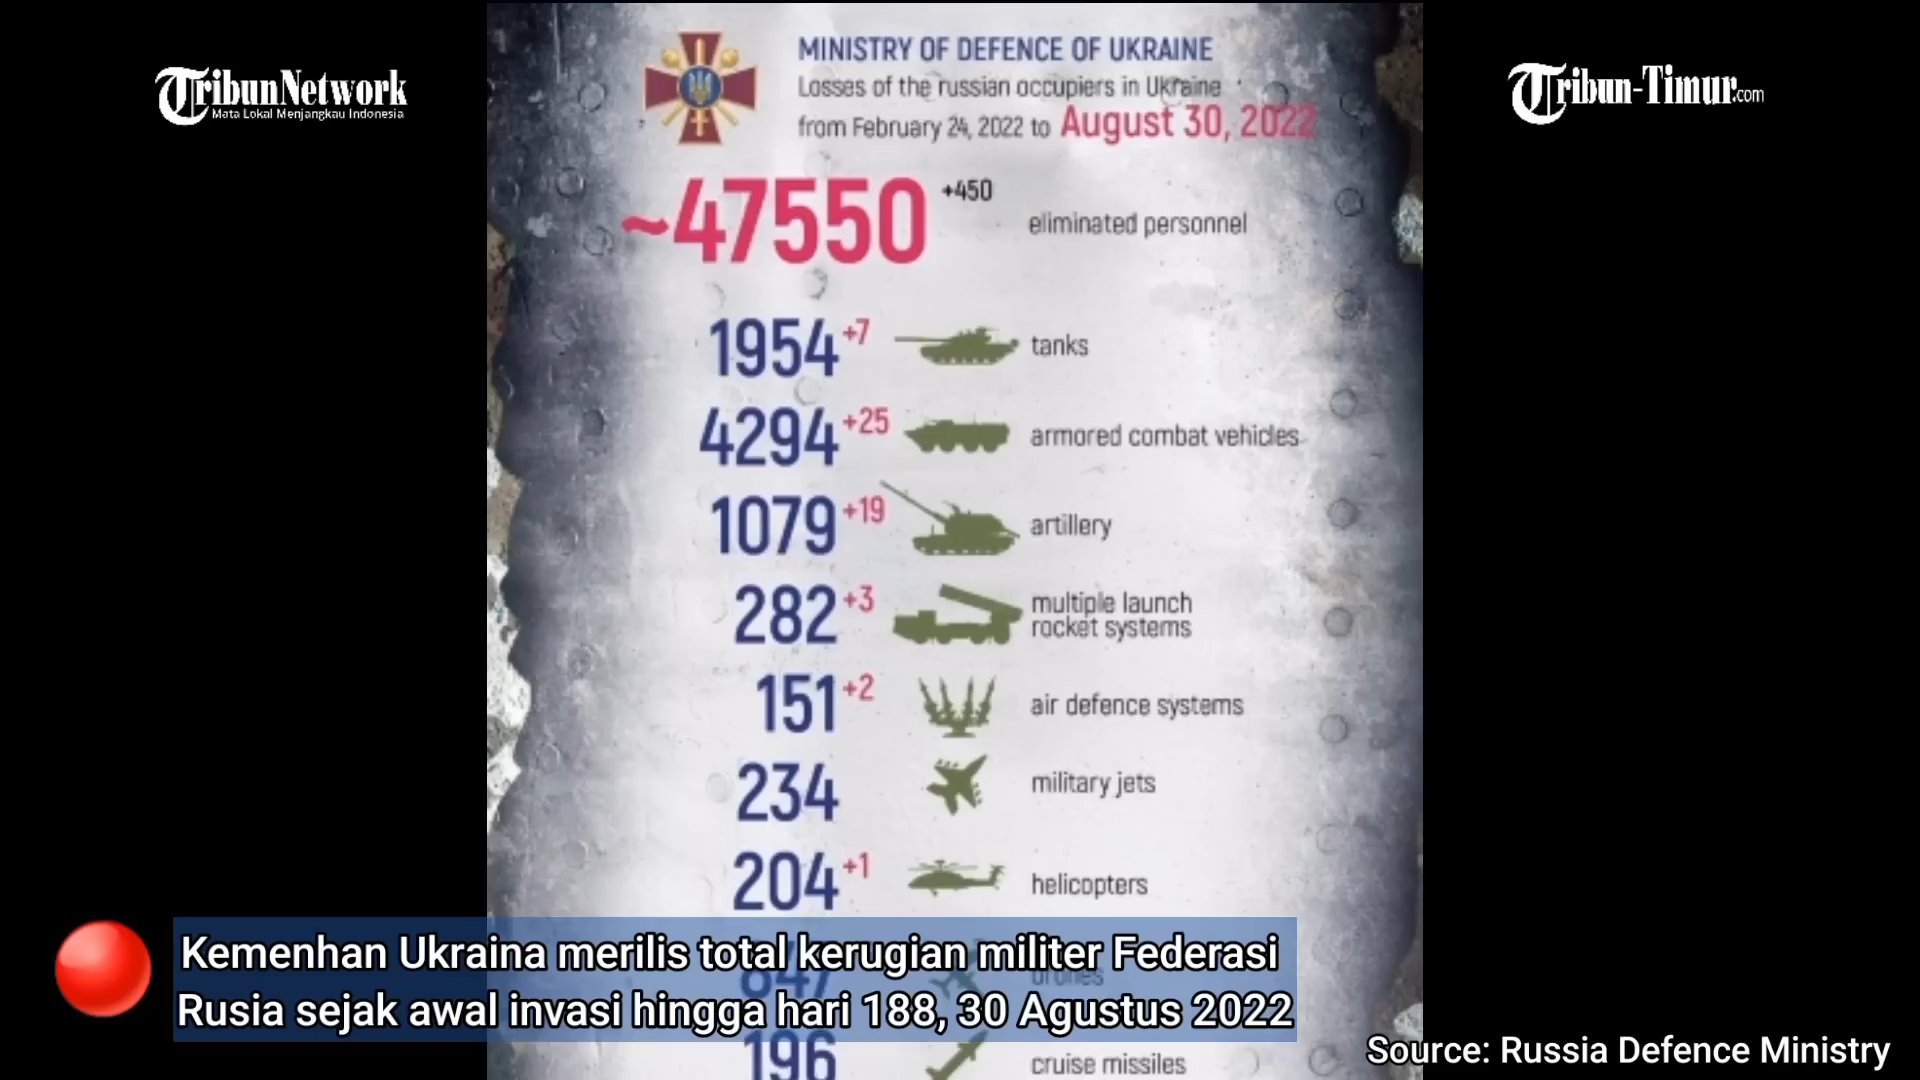 TribunNetwork
Mata Lokal Menjangkau Indonesia
Tribun-Timur.com
MINISTRY OF DEFENCE OF UKRAINE
Losses of the russian occupiers in Ukraine
from February 24, 2022 to August 30, 2022
~47550 +450 eliminated personnel
1954 +7 tanks
4294 +25 armored combat vehicles
1079 +19 artillery
282 +3 multiple launch
rocket systems
151 +2 air defence systems
234 military jets
204 +1 helicopters
847 drones
Kemenhan Ukraina merilis total kerugian militer Federasi
Rusia sejak awal invasi hingga hari 188, 30 Agustus 2022
196 cruise missiles
Source: Russia Defence Ministry